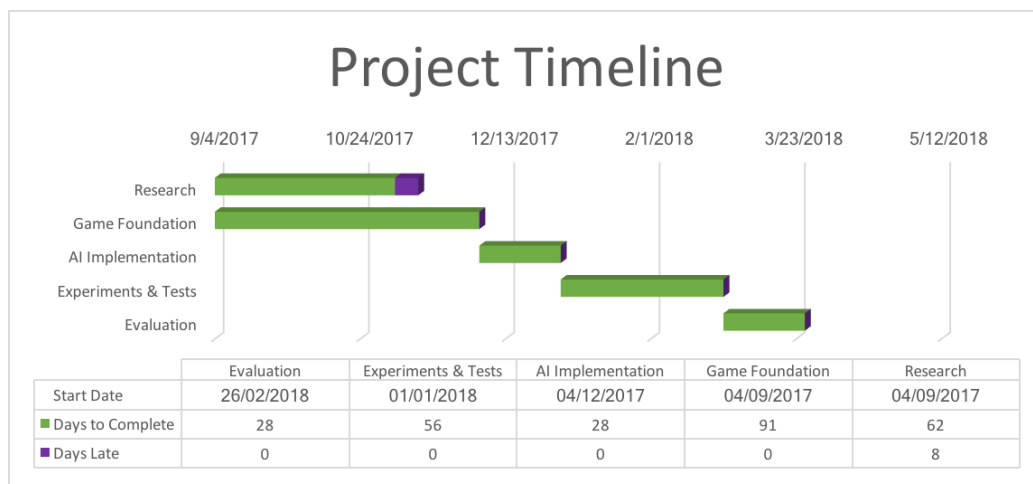 Project Timeline
9/4/2017 10/24/2017 12/13/2017 2/1/2018 3/23/2018 5/12/2018
Research
Game Foundation
AI Implementation
Experiments & Tests
Evaluation
Evaluation Experiments & Tests AI Implementation Game Foundation Research
Start Date 26/02/2018 01/01/2018 04/12/2017 04/09/2017 04/09/2017
Days to Complete 28 56 28 91 62
Days Late 0 0 0 0 8